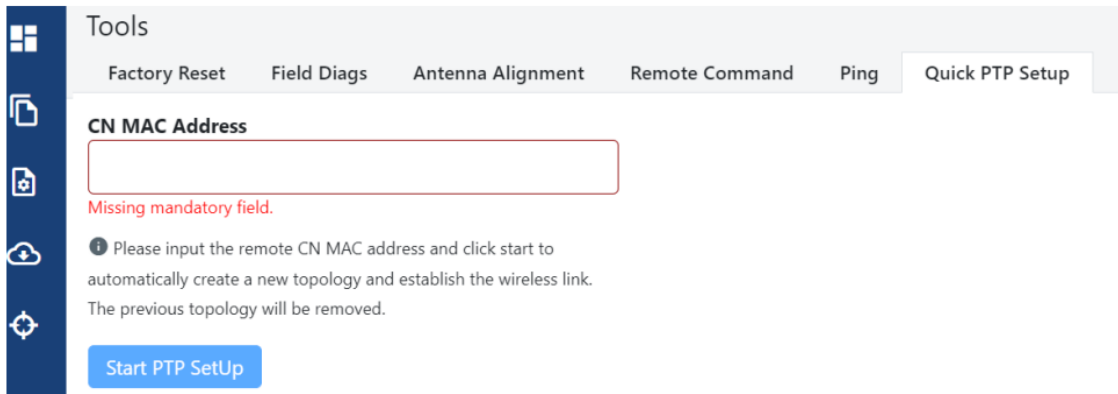 Tools
Factory Reset Field Diags Antenna Alignment Remote Command Ping Quick PTP Setup
CN MAC Address
Missing mandatory field.
Please input the remote CN MAC address and click start to
automatically create a new topology and establish the wireless link.
The previous topology will be removed.
Start PTP SetUp